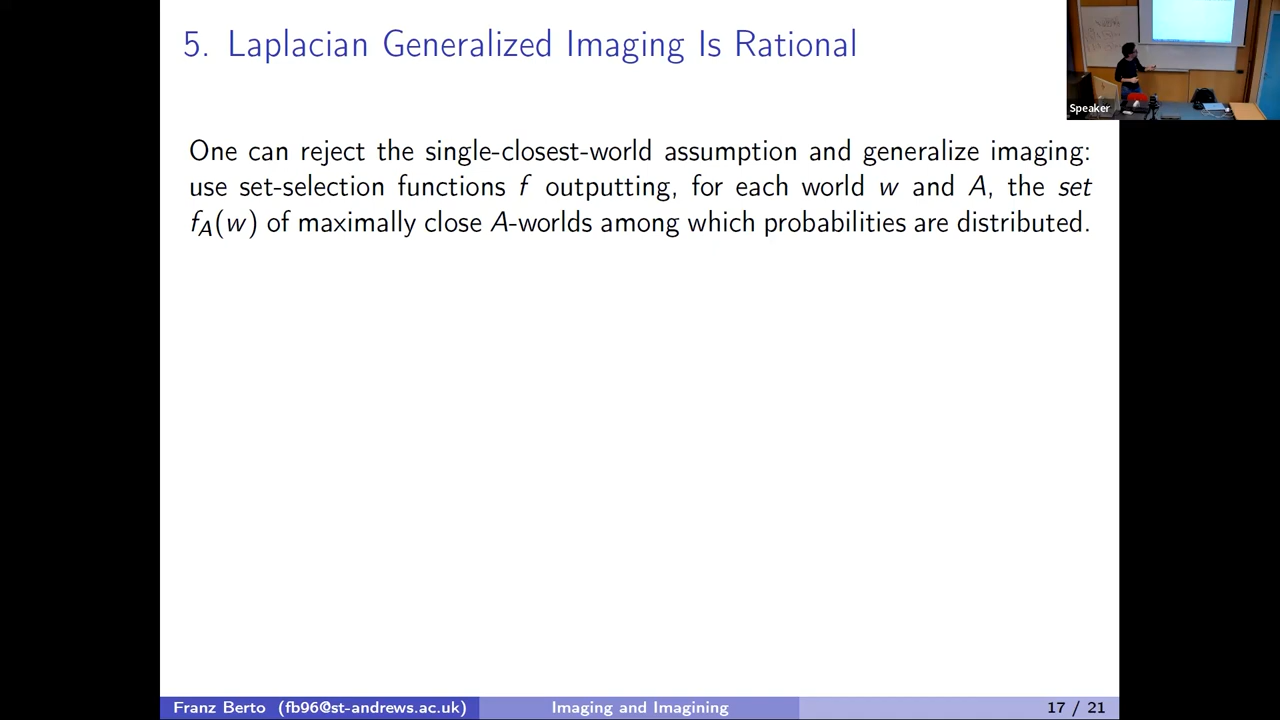 5. Laplacian Generalized Imaging Is Rational
Speaker
One can reject the single-closest-world assumption and generalize imaging:
use set-selection functions f outputting, for each world w and A, the set
f_A(w) of maximally close A-worlds among which probabilities are distributed.
Franz Berto (fb96@st-andrews.ac.uk)
Imaging and Imagining
17 / 21